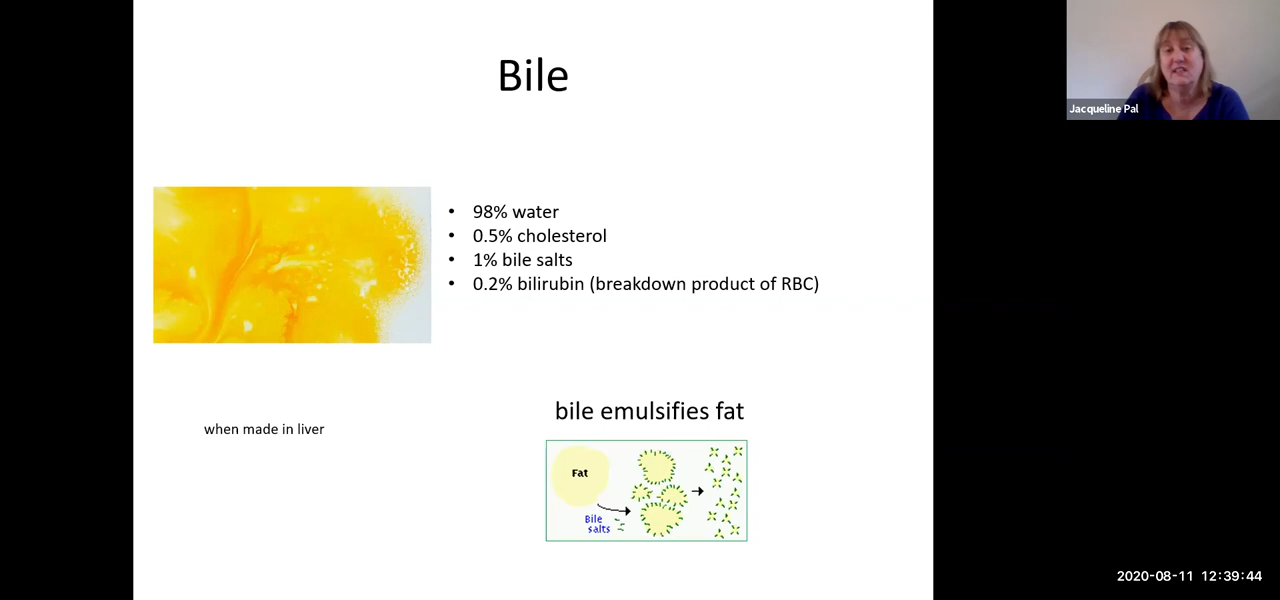 Bile
Jacqueline Pal
• 98% water
• 0.5% cholesterol
• 1% bile salts
• 0.2% bilirubin (breakdown product of RBC)
bile emulsifies fat
when made in liver
Fat
Bile
salts
2020-08-11 12:39:44